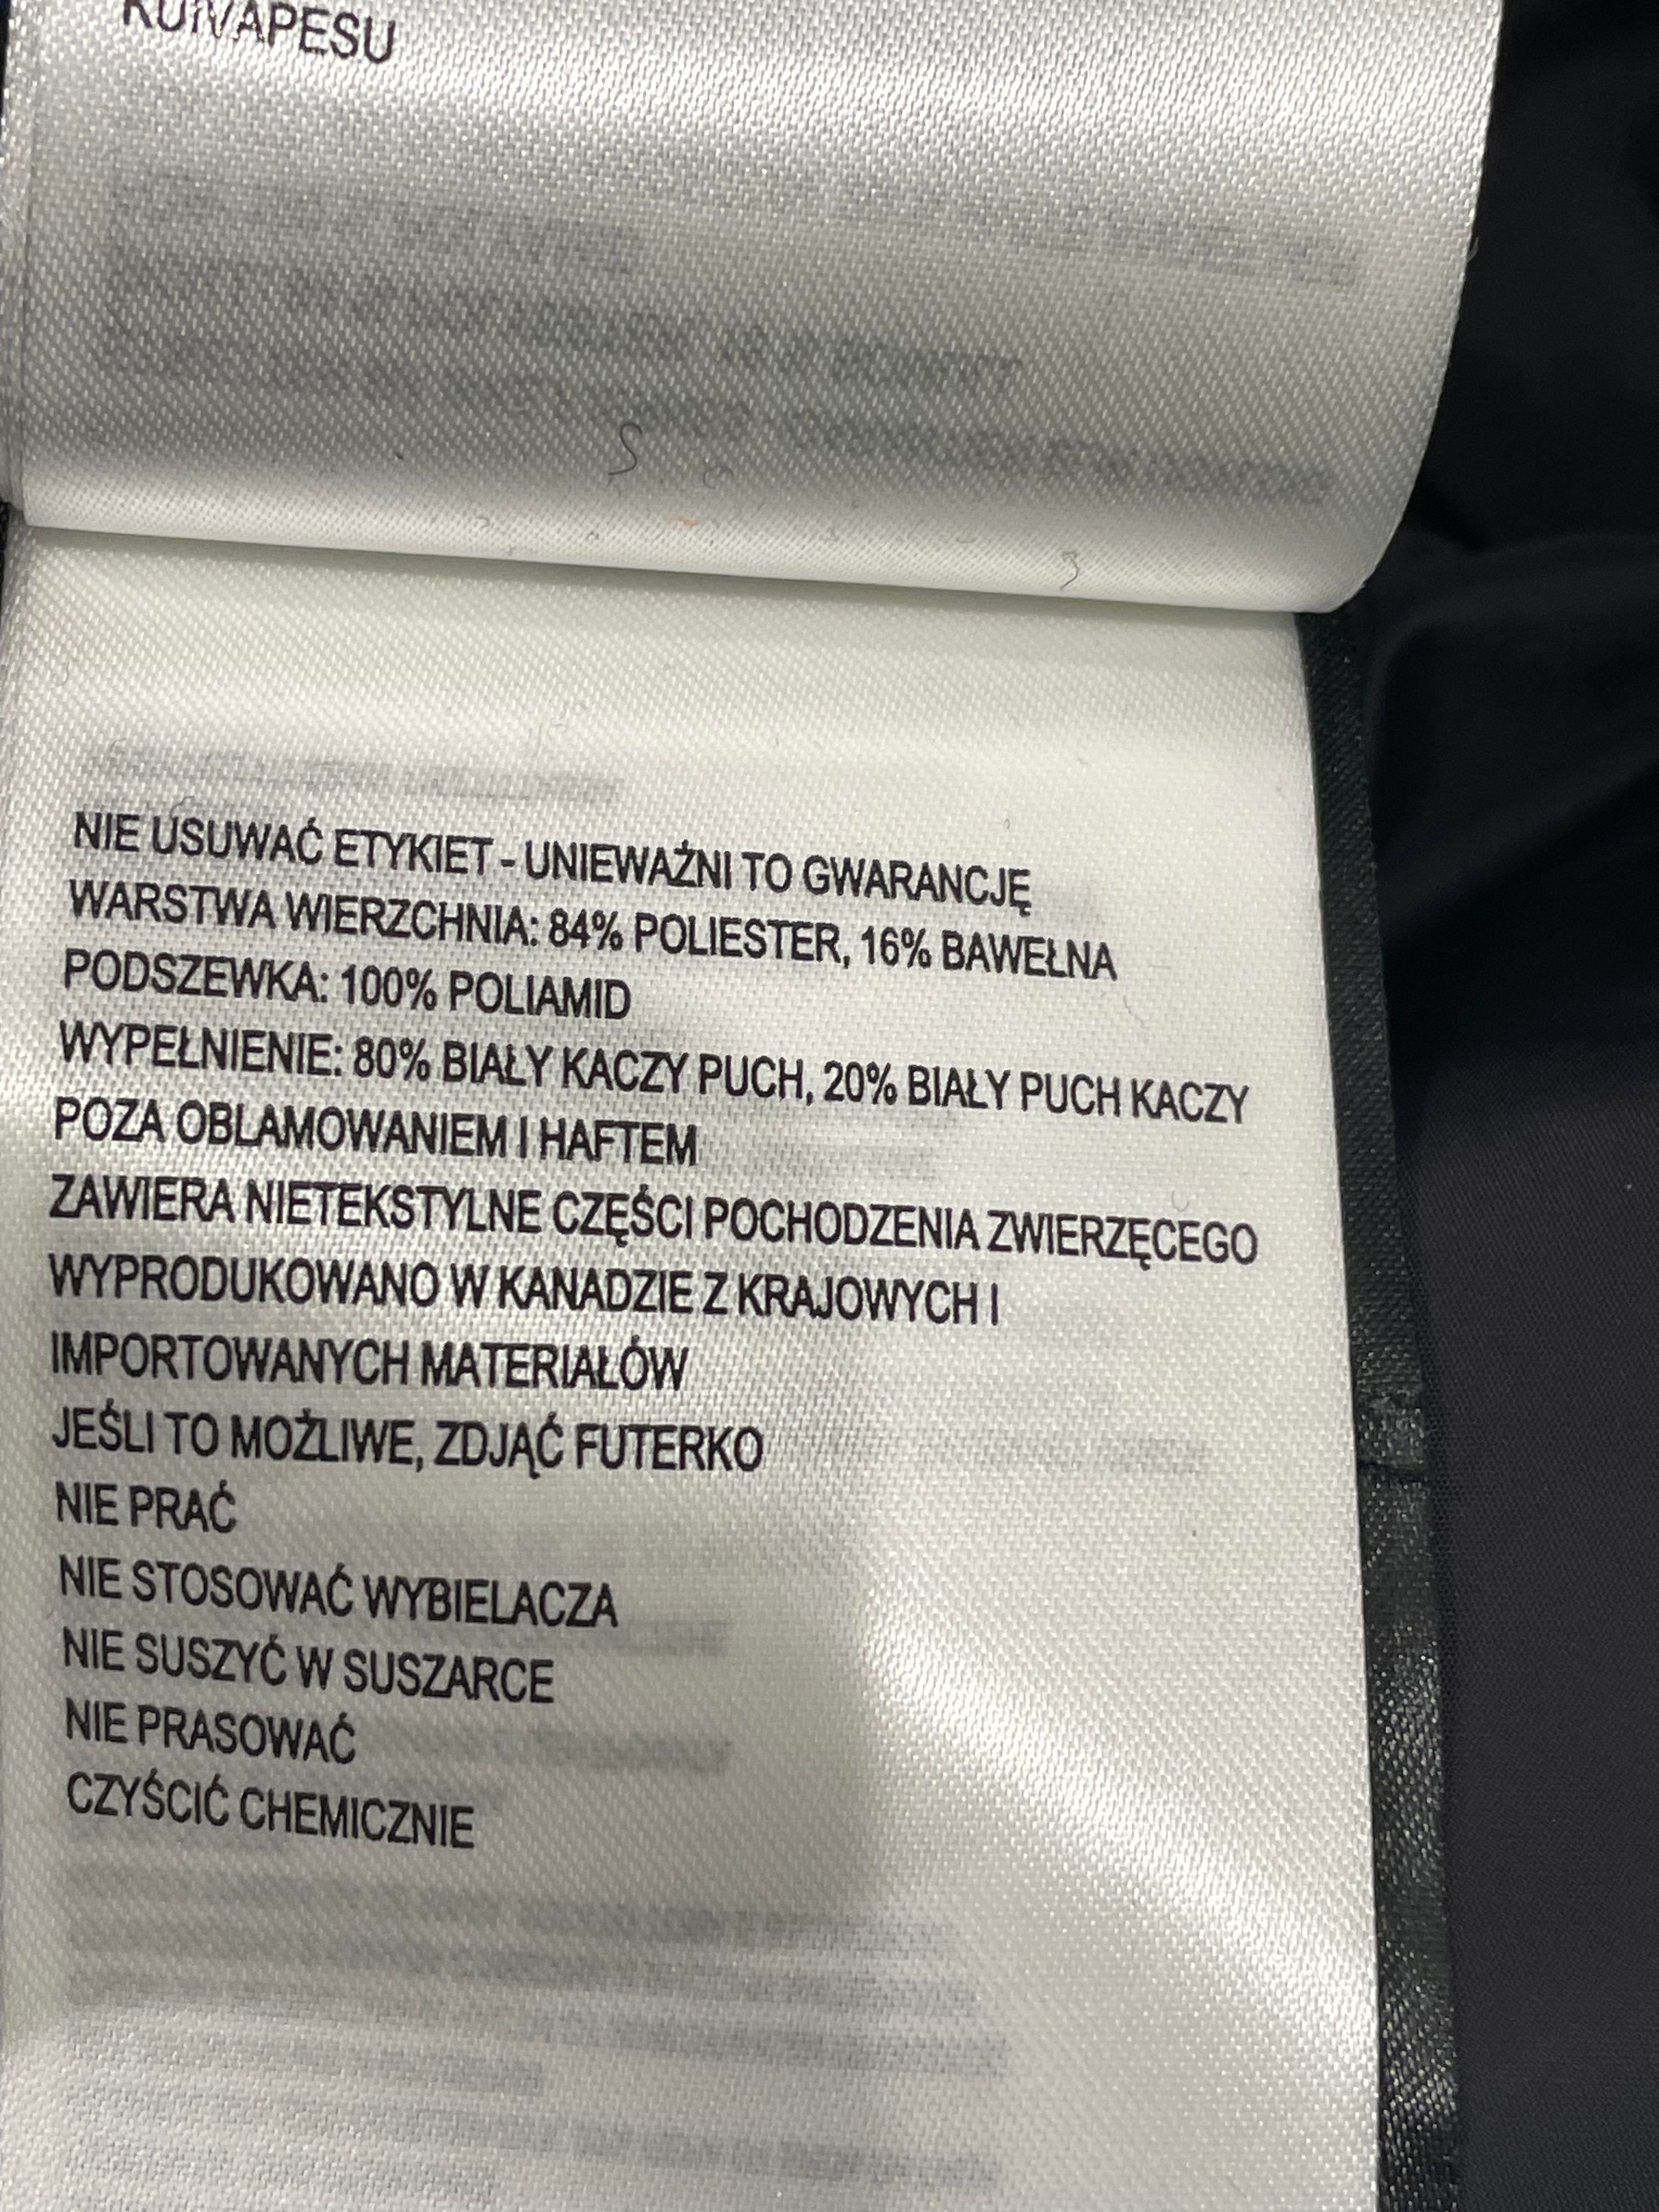 KUIVAPESU
NIE USUWAĆ ETYKIET - UNIEWAŻNI TO GWARANCJĘ
WARSTWA WIERZCHNIA: 84% POLIESTER, 16% BAWEŁNA
PODSZEWKA: 100% POLIAMID
WYPEŁNIENIE: 80% BIAŁY KACZY PUCH, 20% BIAŁY PUCH KACZY
POZA OBLAMOWANIEM I HAFTEM
ZAWIERA NIETEKSTYLNE CZĘŚCI POCHODZENIA ZWIERZĘCEGO
WYPRODUKOWANO W KANADZIE Z KRAJOWYCH I
IMPORTOWANYCH MATERIAŁÓW
JEŚLI TO MOŻLIWE, ZDJĄĆ FUTERKO
NIE PRAĆ
NIE STOSOWAĆ WYBIELACZA
NIE SUSZYĆ W SUSZARCE
NIE PRASOWAĆ
CZYŚCIĆ CHEMICZNIE